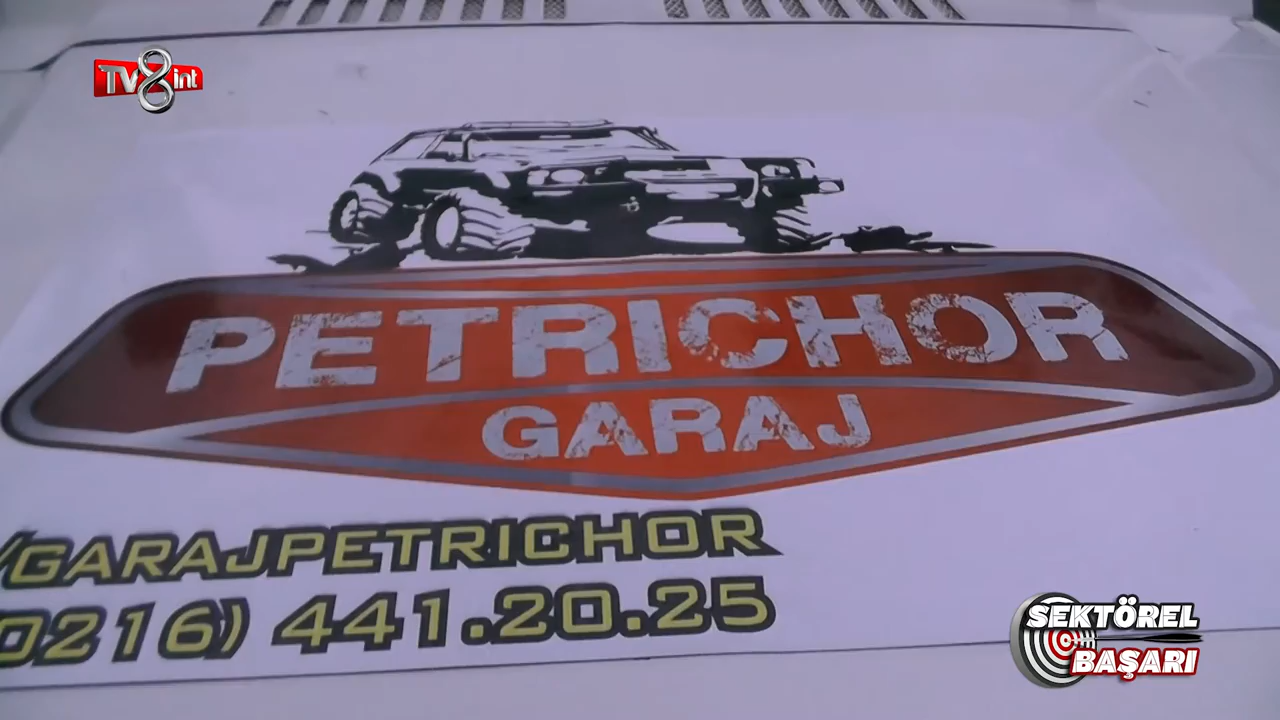 TV8int
PETRICHOR
GARAJ
/GARAJPETRICHOR
(0216) 441.20.25
SEKTÖREL
BAŞARI